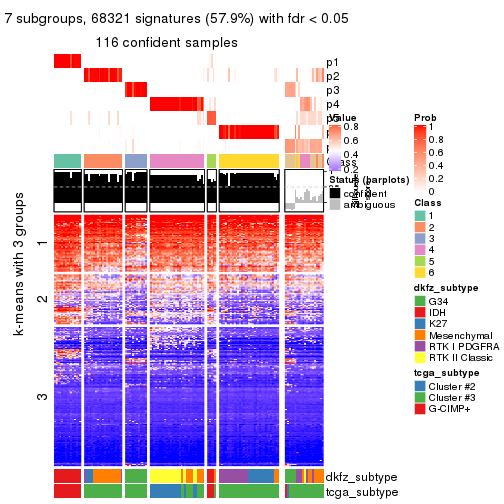 7 subgroups, 68321 signatures (57.9%) with fdr < 0.05
116 confident samples
p1
p2
p3
p4
Value
0.8
0.6
0.4
0.2
Class
Status (barplots)
confident
ambiguous
k-means with 3 groups
1
2
3
Prob
1
0.8
0.6
0.4
0.2
0
Class
1
2
3
4
5
6
dkfz_subtype
G34
IDH
K27
Mesenchymal
RTK I PDGFRA
RTK II Classic
tcga_subtype
Cluster #2
Cluster #3
G-CIMP+
dkfz_subtype
tcga_subtype